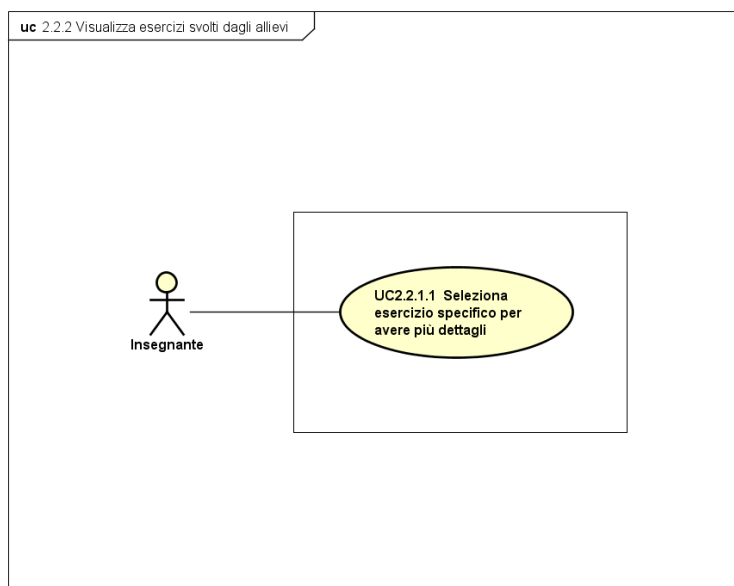 uc 2.2.2 Visualizza esercizi svolti dagli allievi
UC2.2.1.1 Seleziona
esercizio specifico per
avere più dettagli
Insegnante